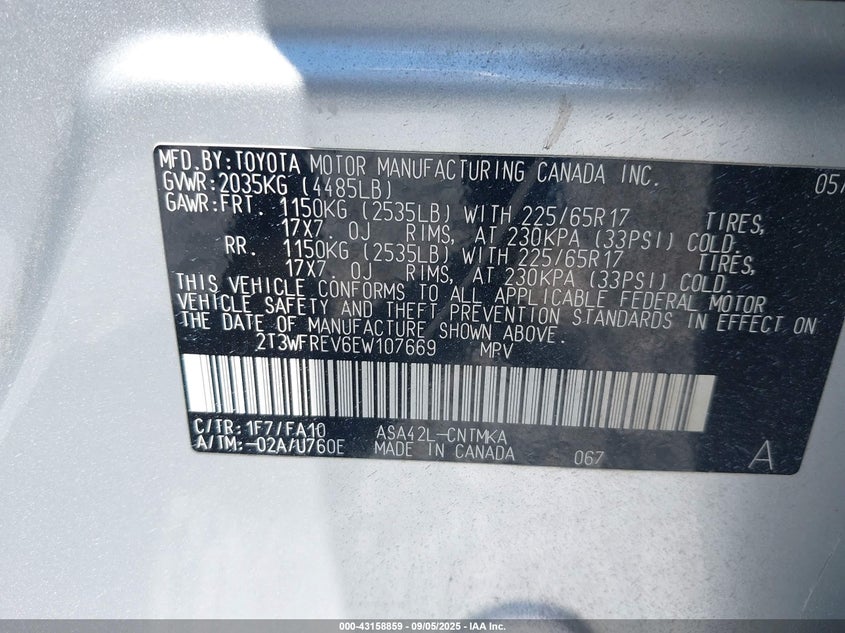 MFD. BY: TOYOTA MOTOR MANUFACTURING CANADA INC.
GVWR: 2035KG (4485LB)
GAWR: FRT. 1150KG (2535LB) WITH 225/65R17 TIRES,
17X7.0J RIMS, AT 230KPA (33PSI) COLD.
RR. 1150KG (2535LB) WITH 225/65R17 TIRES,
17X7.0J RIMS, AT 230KPA (33PSI) COLD.
THIS VEHICLE CONFORMS TO ALL APPLICABLE FEDERAL MOTOR
VEHICLE SAFETY AND THEFT PREVENTION STANDARDS IN EFFECT ON
THE DATE OF MANUFACTURE SHOWN ABOVE.
2T3WFREV6EW107669 MPV
C/TR: 1F7/FA10 ASA42L-CNTMKA
A/TM: -02A/U760E MADE IN CANADA 067 A
000-43158859 - 09/05/2025 - IAA Inc.